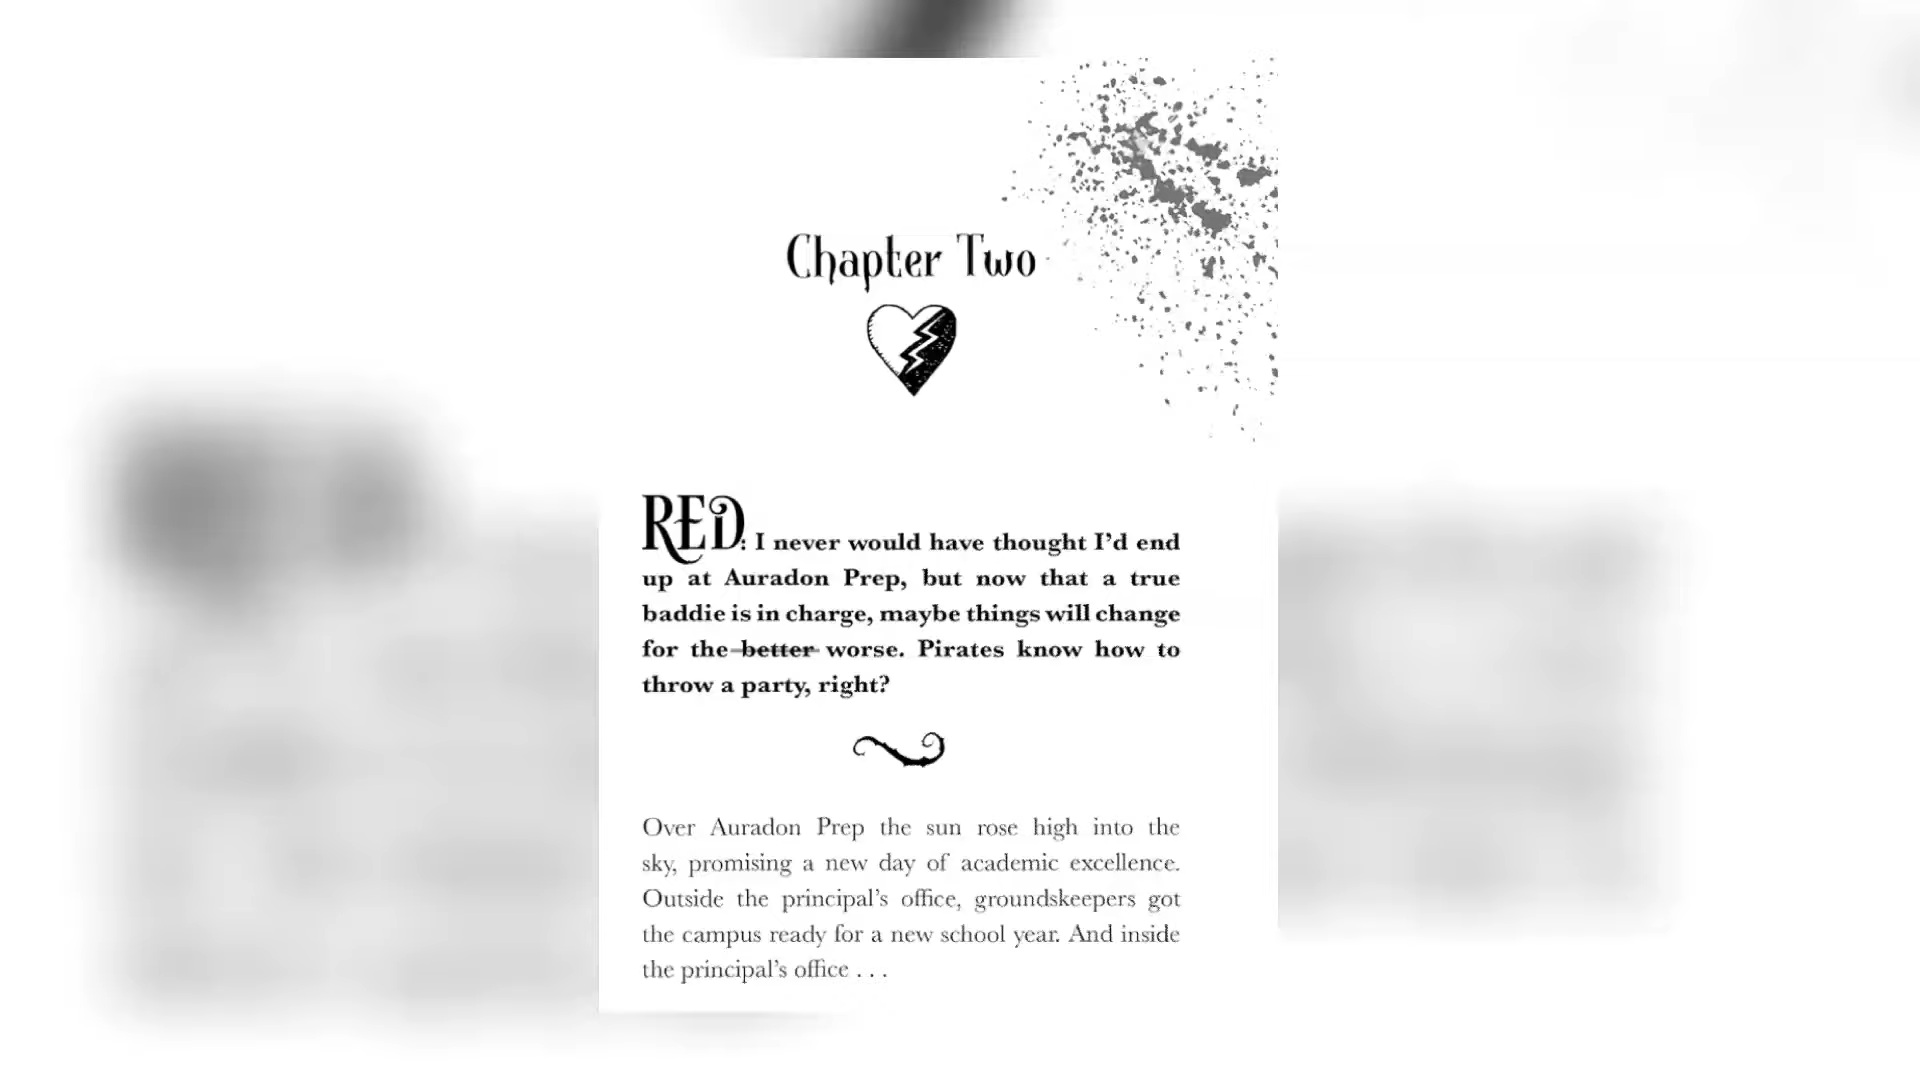 Chapter Two
RED: I never would have thought I’d end
up at Auradon Prep, but now that a true
baddie is in charge, maybe things will change
for the better worse. Pirates know how to
throw a party, right?
Over Auradon Prep the sun rose high into the
sky, promising a new day of academic excellence.
Outside the principal’s office, groundskeepers got
the campus ready for a new school year. And inside
the principal’s office . . .